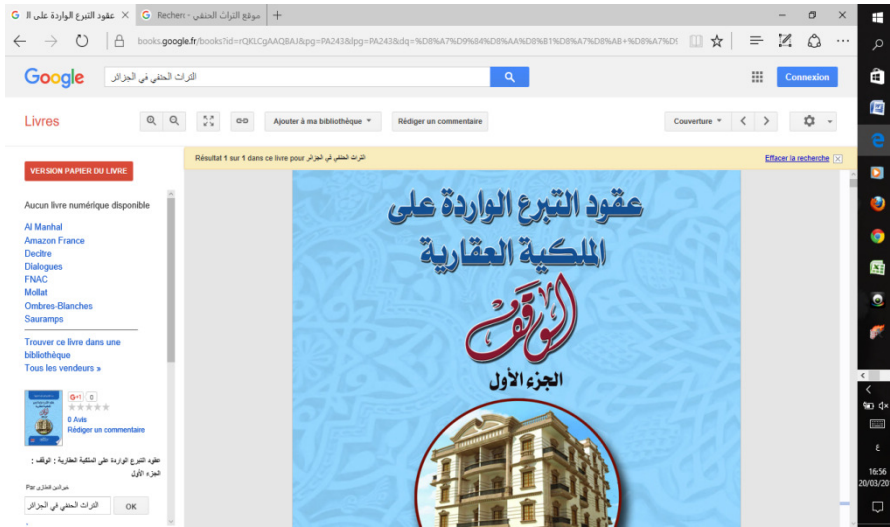 عقود التبرع الواردة على ال
Recherc - موقع التراث الحنفي
books.google.fr/books?id=rQKLCgAAQBAJ&pg=PA243&lpg=PA243&dq=%D8%A7%D9%84%D8%AA%D8%B1%D8%A7%D8%AB+%D8%A7%D
Google
التراث الحنفي في الجزائر
Connexion
Livres
Ajouter à ma bibliothèque
Rédiger un commentaire
Couverture
Résultat 1 sur 1 dans ce livre pour التراث الحنفي في الجزائر
Effacer la recherche
VERSION PAPIER DU LIVRE
Aucun livre numérique disponible
Al Manhal
Amazon France
Decitre
Dialogues
FNAC
Mollat
Ombres-Blanches
Sauramps
Trouver ce livre dans une
bibliothèque
Tous les vendeurs »
G+1 0
0 Avis
Rédiger un commentaire
عقود التبرع الواردة على الملكية العقارية : الوقف :
الجزء الأول
Par
التراث الحنفي في الجزائر
OK
عقود التبرع الواردة على
الملكية العقارية
الوقف
الجزء الأول
ع
16:56
20/03/20